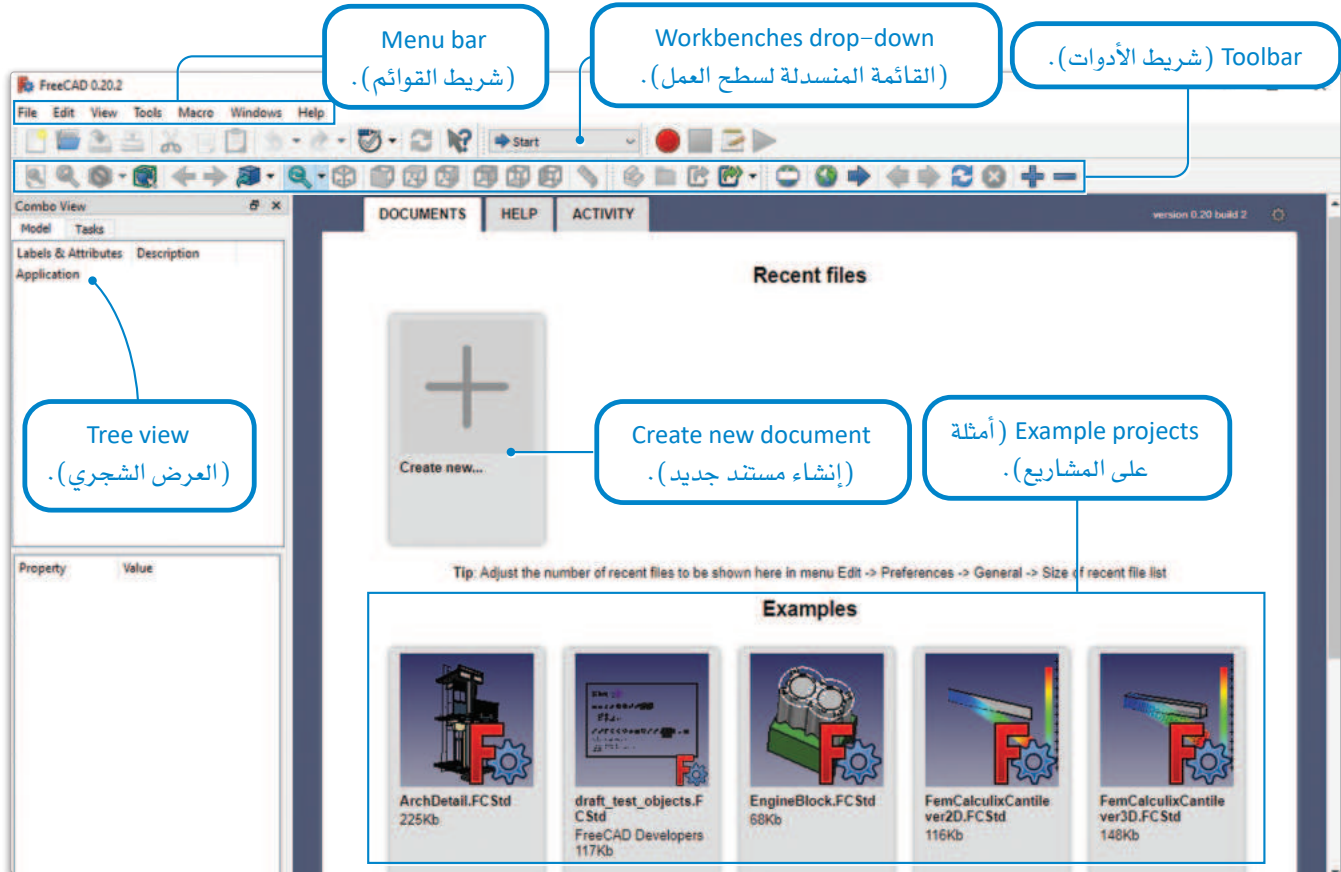 Menu bar
(شريط القوائم).
Workbenches drop-down
(القائمة المنسدلة لسطح العمل).
Toolbar (شريط الأدوات).
FreeCAD 0.20.2
File Edit View Tools Macro Windows Help
Start
Combo View
Model Tasks
Labels & Attributes Description
Application
Tree view
(العرض الشجري).
Property Value
DOCUMENTS HELP ACTIVITY
version 0.20 build 2
Recent files
Create new...
Create new document
(إنشاء مستند جديد).
Example projects (أمثلة
على المشاريع).
Tip: Adjust the number of recent files to be shown here in menu Edit -> Preferences -> General -> Size of recent file list
Examples
ArchDetail.FCStd
225Kb
draft_test_objects.F
CStd
FreeCAD Developers
117Kb
EngineBlock.FCStd
68Kb
FemCalculixCantile
ver2D.FCStd
116Kb
FemCalculixCantile
ver3D.FCStd
148Kb